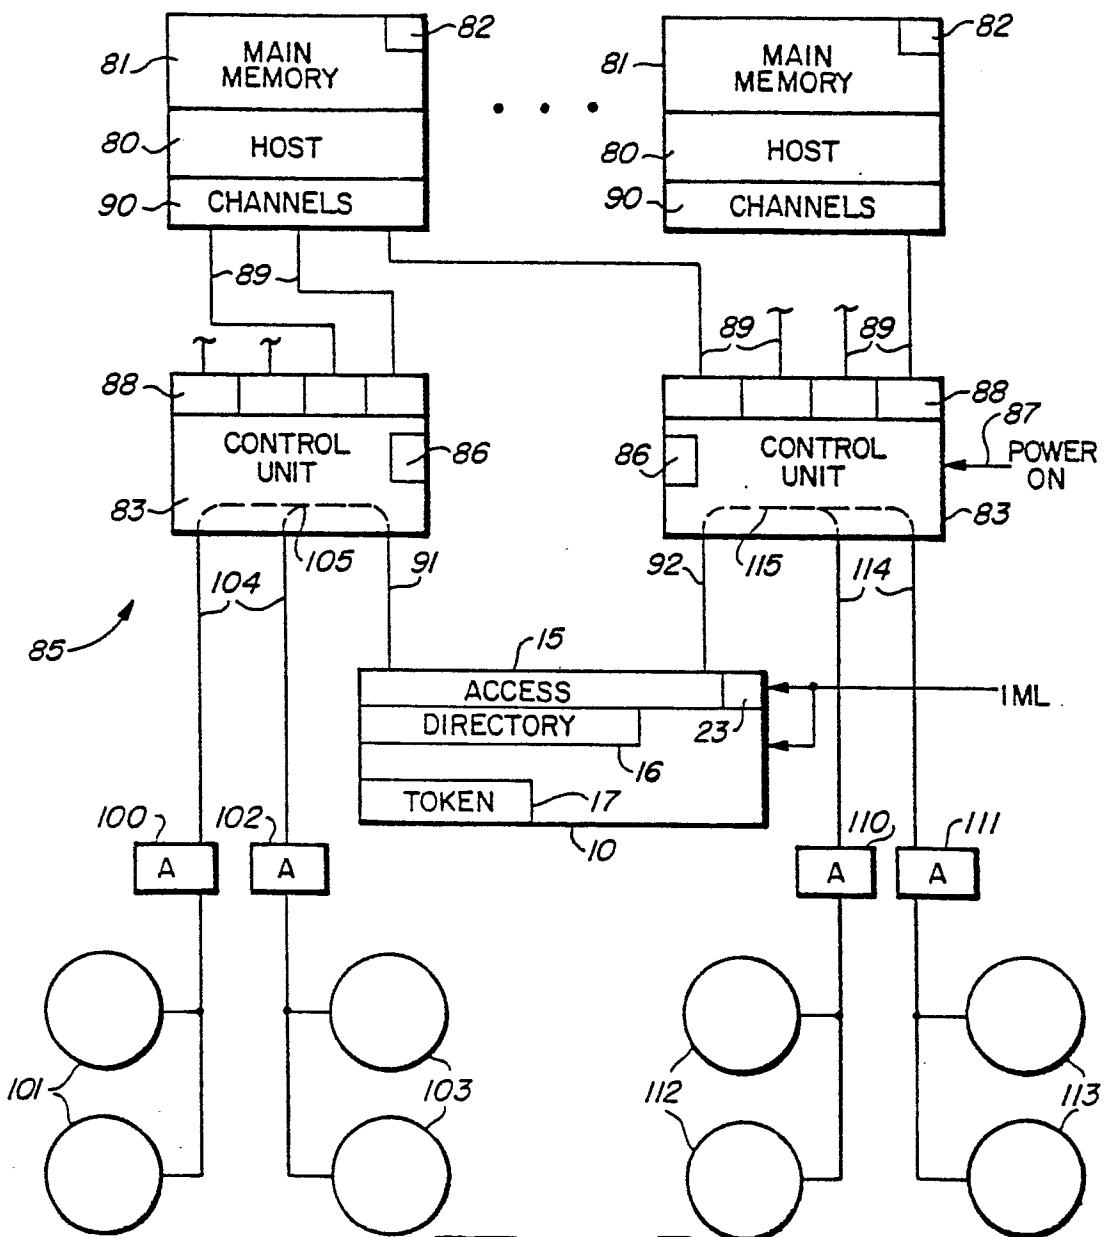 82
82
MAIN MEMORY
MAIN MEMORY
81
81
80
HOST
80
HOST
90
CHANNELS
90
CHANNELS
89
89
89
88
88
87
CONTROL UNIT
86
86
CONTROL UNIT
POWER ON
83
83
105
91
92
115
104
114
85
15
ACCESS
IML
DIRECTORY
23
16
TOKEN
17
10
100
102
110
111
A
A
A
A
101
103
112
113